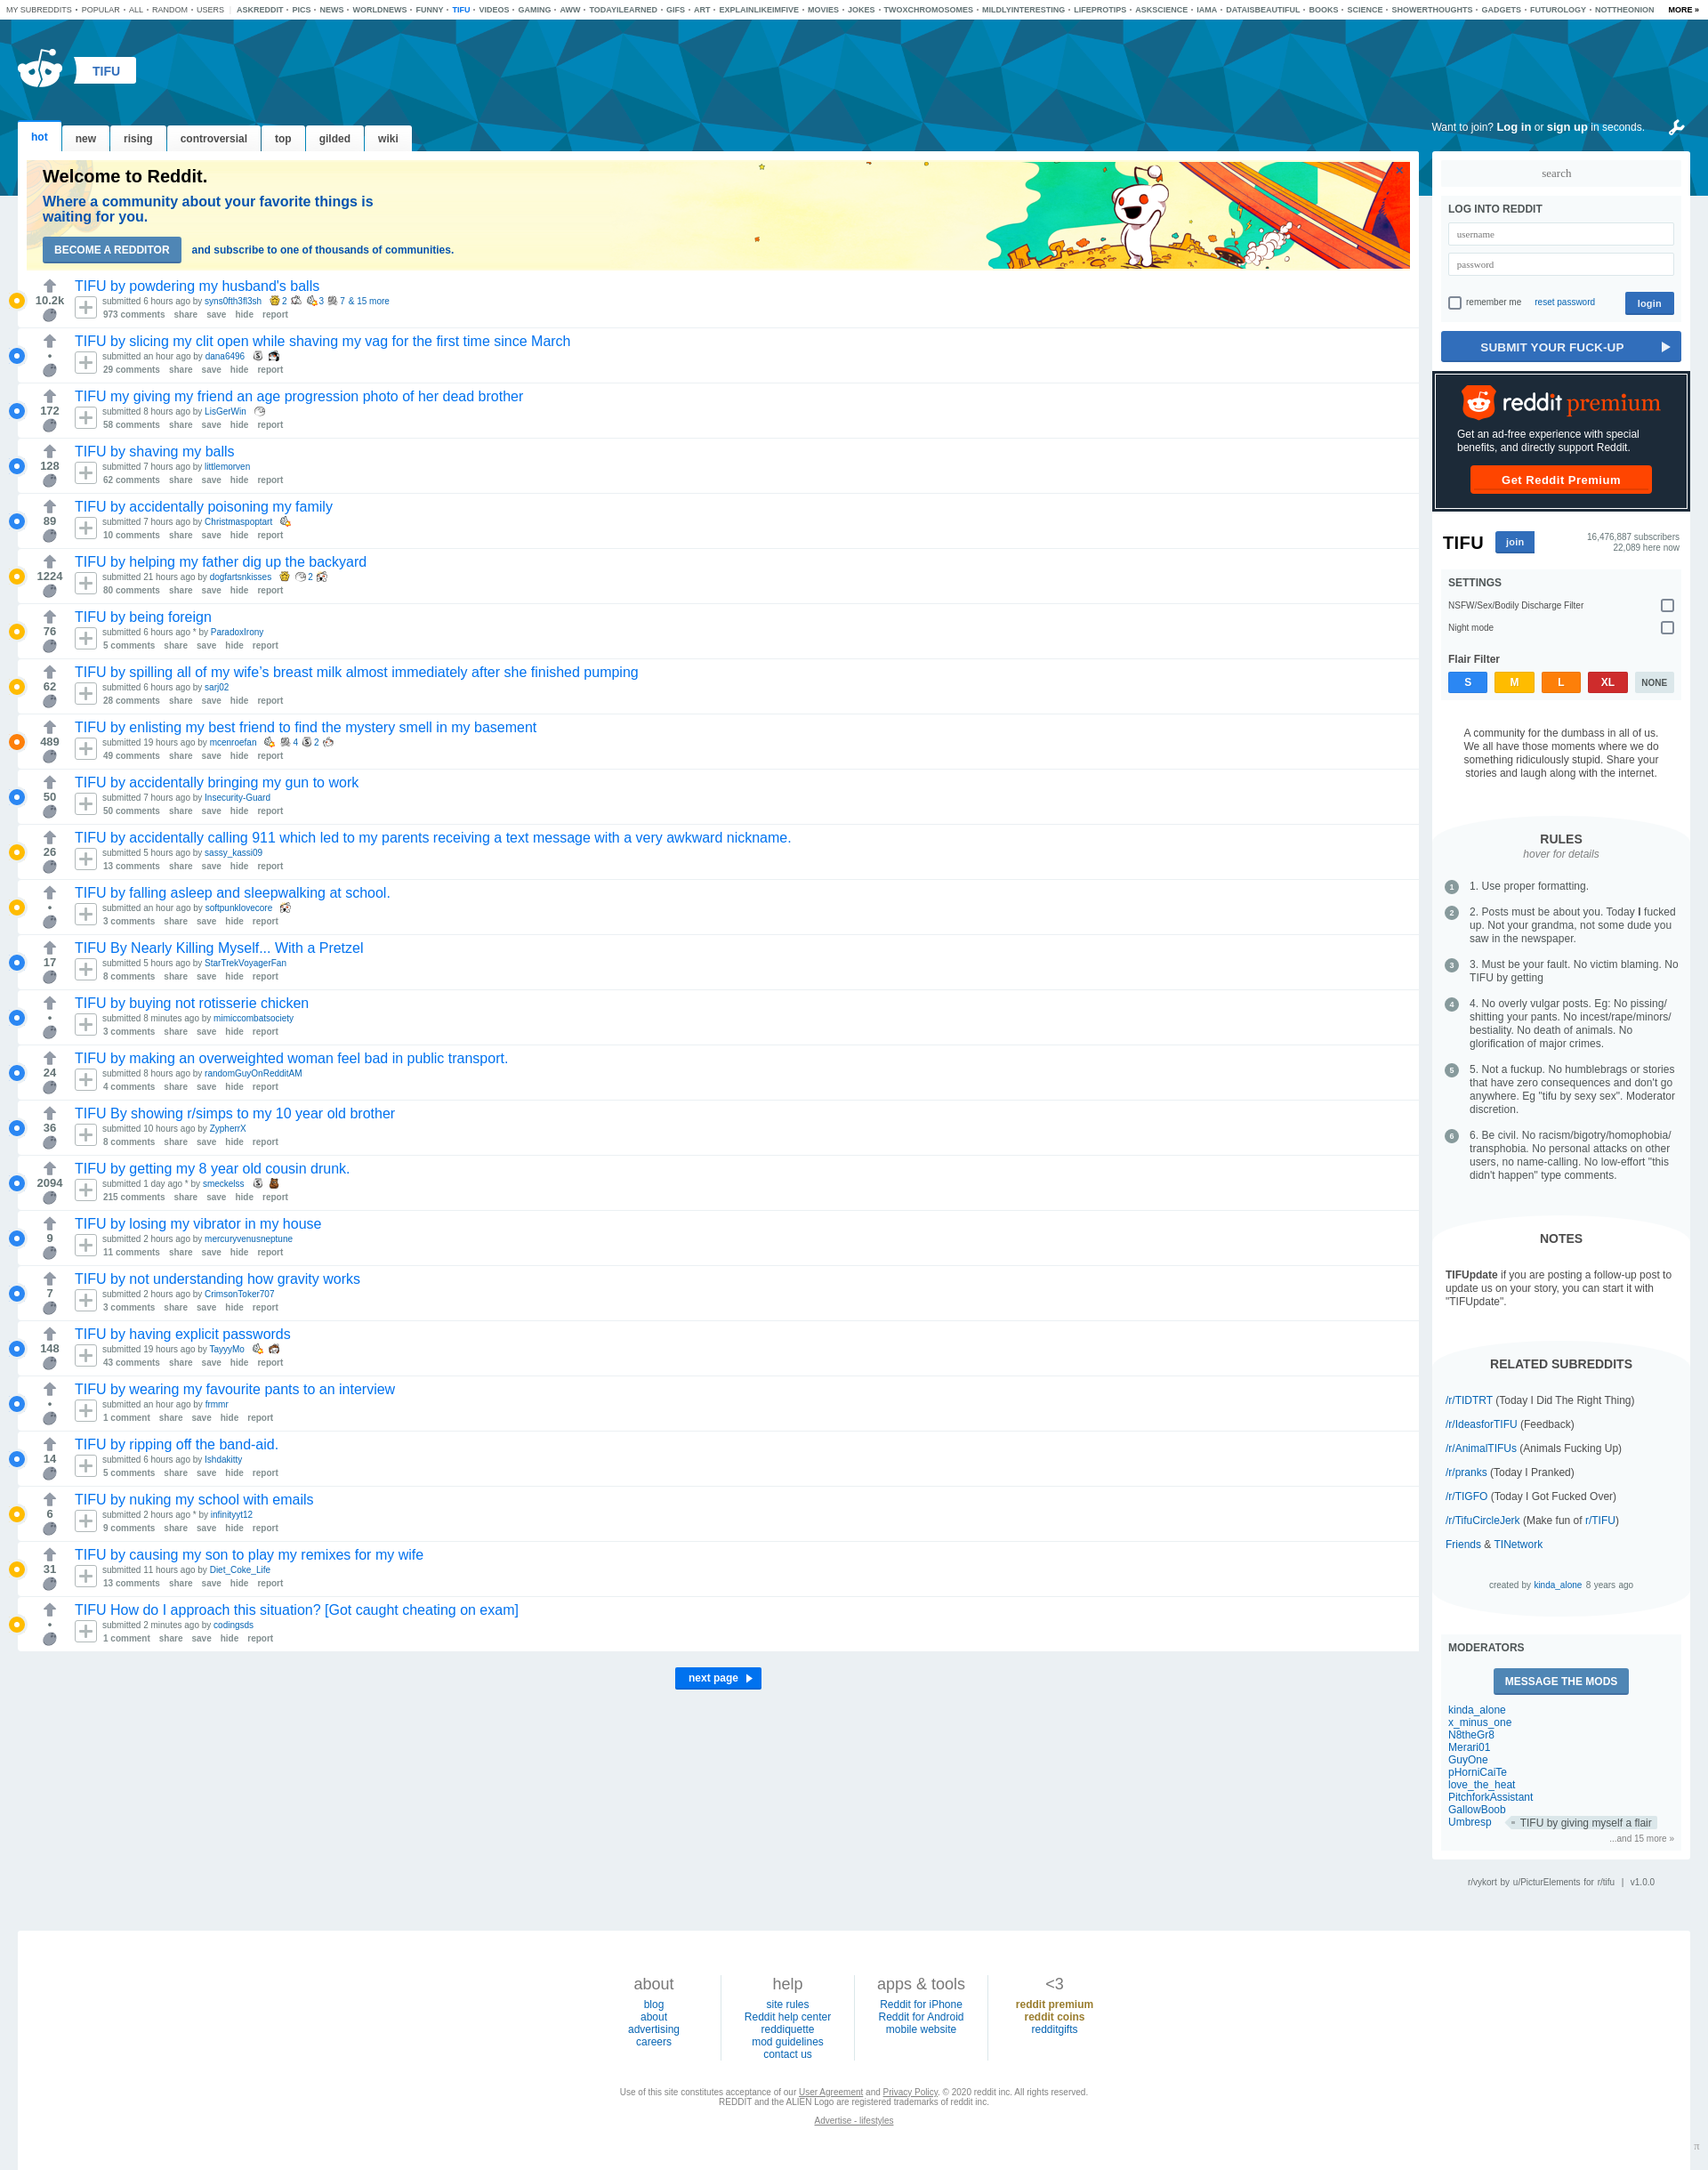 MY SUBREDDITS • POPULAR • ALL • RANDOM • USERS | ASKREDDIT • PICS • NEWS • WORLDNEWS • FUNNY • TIFU • VIDEOS • GAMING • AWW • TODAYILEARNED • GIFS • ART • EXPLAINLIKEIMFIVE • MOVIES • JOKES • TWOXCHROMOSOMES • MILDLYINTERESTING • LIFEPROTIPS • ASKSCIENCE • IAMA • DATAISBEAUTIFUL • BOOKS • SCIENCE • SHOWERTHOUGHTS • GADGETS • FUTUROLOGY • NOTTHEONION MORE »
TIFU
hot new rising controversial top gilded wiki
Want to join? Log in or sign up in seconds.
Welcome to Reddit.
Where a community about your favorite things is
waiting for you.
BECOME A REDDITOR and subscribe to one of thousands of communities.
TIFU by powdering my husband's balls
10.2k
submitted 6 hours ago by syns0fth3fl3sh 2 3 7 & 15 more
973 comments share save hide report
TIFU by slicing my clit open while shaving my vag for the first time since March
•
submitted an hour ago by dana6496
29 comments share save hide report
TIFU my giving my friend an age progression photo of her dead brother
172
submitted 8 hours ago by LisGerWin
58 comments share save hide report
TIFU by shaving my balls
128
submitted 7 hours ago by littlemorven
62 comments share save hide report
TIFU by accidentally poisoning my family
89
submitted 7 hours ago by Christmaspoptart
10 comments share save hide report
TIFU by helping my father dig up the backyard
1224
submitted 21 hours ago by dogfartsnkisses 2
80 comments share save hide report
TIFU by being foreign
76
submitted 6 hours ago * by ParadoxIrony
5 comments share save hide report
TIFU by spilling all of my wife’s breast milk almost immediately after she finished pumping
62
submitted 6 hours ago by sarj02
28 comments share save hide report
TIFU by enlisting my best friend to find the mystery smell in my basement
489
submitted 19 hours ago by mcenroefan 4 2
49 comments share save hide report
TIFU by accidentally bringing my gun to work
50
submitted 7 hours ago by Insecurity-Guard
50 comments share save hide report
TIFU by accidentally calling 911 which led to my parents receiving a text message with a very awkward nickname.
26
submitted 5 hours ago by sassy_kassi09
13 comments share save hide report
TIFU by falling asleep and sleepwalking at school.
•
submitted an hour ago by softpunklovecore
3 comments share save hide report
TIFU By Nearly Killing Myself... With a Pretzel
17
submitted 5 hours ago by StarTrekVoyagerFan
8 comments share save hide report
TIFU by buying not rotisserie chicken
•
submitted 8 minutes ago by mimiccombatsociety
3 comments share save hide report
TIFU by making an overweighted woman feel bad in public transport.
24
submitted 8 hours ago by randomGuyOnRedditAM
4 comments share save hide report
TIFU By showing r/simps to my 10 year old brother
36
submitted 10 hours ago by ZypherrX
8 comments share save hide report
TIFU by getting my 8 year old cousin drunk.
2094
submitted 1 day ago * by smeckelss
215 comments share save hide report
TIFU by losing my vibrator in my house
9
submitted 2 hours ago by mercuryvenusneptune
11 comments share save hide report
TIFU by not understanding how gravity works
7
submitted 2 hours ago by CrimsonToker707
3 comments share save hide report
TIFU by having explicit passwords
148
submitted 19 hours ago by TayyyMo
43 comments share save hide report
TIFU by wearing my favourite pants to an interview
•
submitted an hour ago by frmmr
1 comment share save hide report
TIFU by ripping off the band-aid.
14
submitted 6 hours ago by Ishdakitty
5 comments share save hide report
TIFU by nuking my school with emails
6
submitted 2 hours ago * by infinityyt12
9 comments share save hide report
TIFU by causing my son to play my remixes for my wife
31
submitted 11 hours ago by Diet_Coke_Life
13 comments share save hide report
TIFU How do I approach this situation? [Got caught cheating on exam]
•
submitted 2 minutes ago by codingsds
1 comment share save hide report
next page
search
LOG INTO REDDIT
username
password
remember me reset password login
SUBMIT YOUR FUCK-UP
reddit premium
Get an ad-free experience with special
benefits, and directly support Reddit.
Get Reddit Premium
TIFU join
16,476,887 subscribers
22,089 here now
SETTINGS
NSFW/Sex/Bodily Discharge Filter
Night mode
Flair Filter
S M L XL NONE
A community for the dumbass in all of us.
We all have those moments where we do
something ridiculously stupid. Share your
stories and laugh along with the internet.
RULES
hover for details
1 1. Use proper formatting.
2 2. Posts must be about you. Today I fucked
up. Not your grandma, not some dude you
saw in the newspaper.
3 3. Must be your fault. No victim blaming. No
TIFU by getting
4 4. No overly vulgar posts. Eg: No pissing/
shitting your pants. No incest/rape/minors/
bestiality. No death of animals. No
glorification of major crimes.
5 5. Not a fuckup. No humblebrags or stories
that have zero consequences and don't go
anywhere. Eg "tifu by sexy sex". Moderator
discretion.
6 6. Be civil. No racism/bigotry/homophobia/
transphobia. No personal attacks on other
users, no name-calling. No low-effort "this
didn't happen" type comments.
NOTES
TIFUpdate if you are posting a follow-up post to
update us on your story, you can start it with
"TIFUpdate".
RELATED SUBREDDITS
/r/TIDTRT (Today I Did The Right Thing)
/r/IdeasforTIFU (Feedback)
/r/AnimalTIFUs (Animals Fucking Up)
/r/pranks (Today I Pranked)
/r/TIGFO (Today I Got Fucked Over)
/r/TifuCircleJerk (Make fun of r/TIFU)
Friends & TINetwork
created by kinda_alone 8 years ago
MODERATORS
MESSAGE THE MODS
kinda_alone
x_minus_one
N8theGr8
Merari01
GuyOne
pHorniCaiTe
love_the_heat
PitchforkAssistant
GallowBoob
Umbresp TIFU by giving myself a flair
...and 15 more »
r/vykort by u/PicturElements for r/tifu | v1.0.0
about
blog
about
advertising
careers
help
site rules
Reddit help center
reddiquette
mod guidelines
contact us
apps & tools
Reddit for iPhone
Reddit for Android
mobile website
<3
reddit premium
reddit coins
redditgifts
Use of this site constitutes acceptance of our User Agreement and Privacy Policy. © 2020 reddit inc. All rights reserved.
REDDIT and the ALIEN Logo are registered trademarks of reddit inc.
Advertise - lifestyles
π